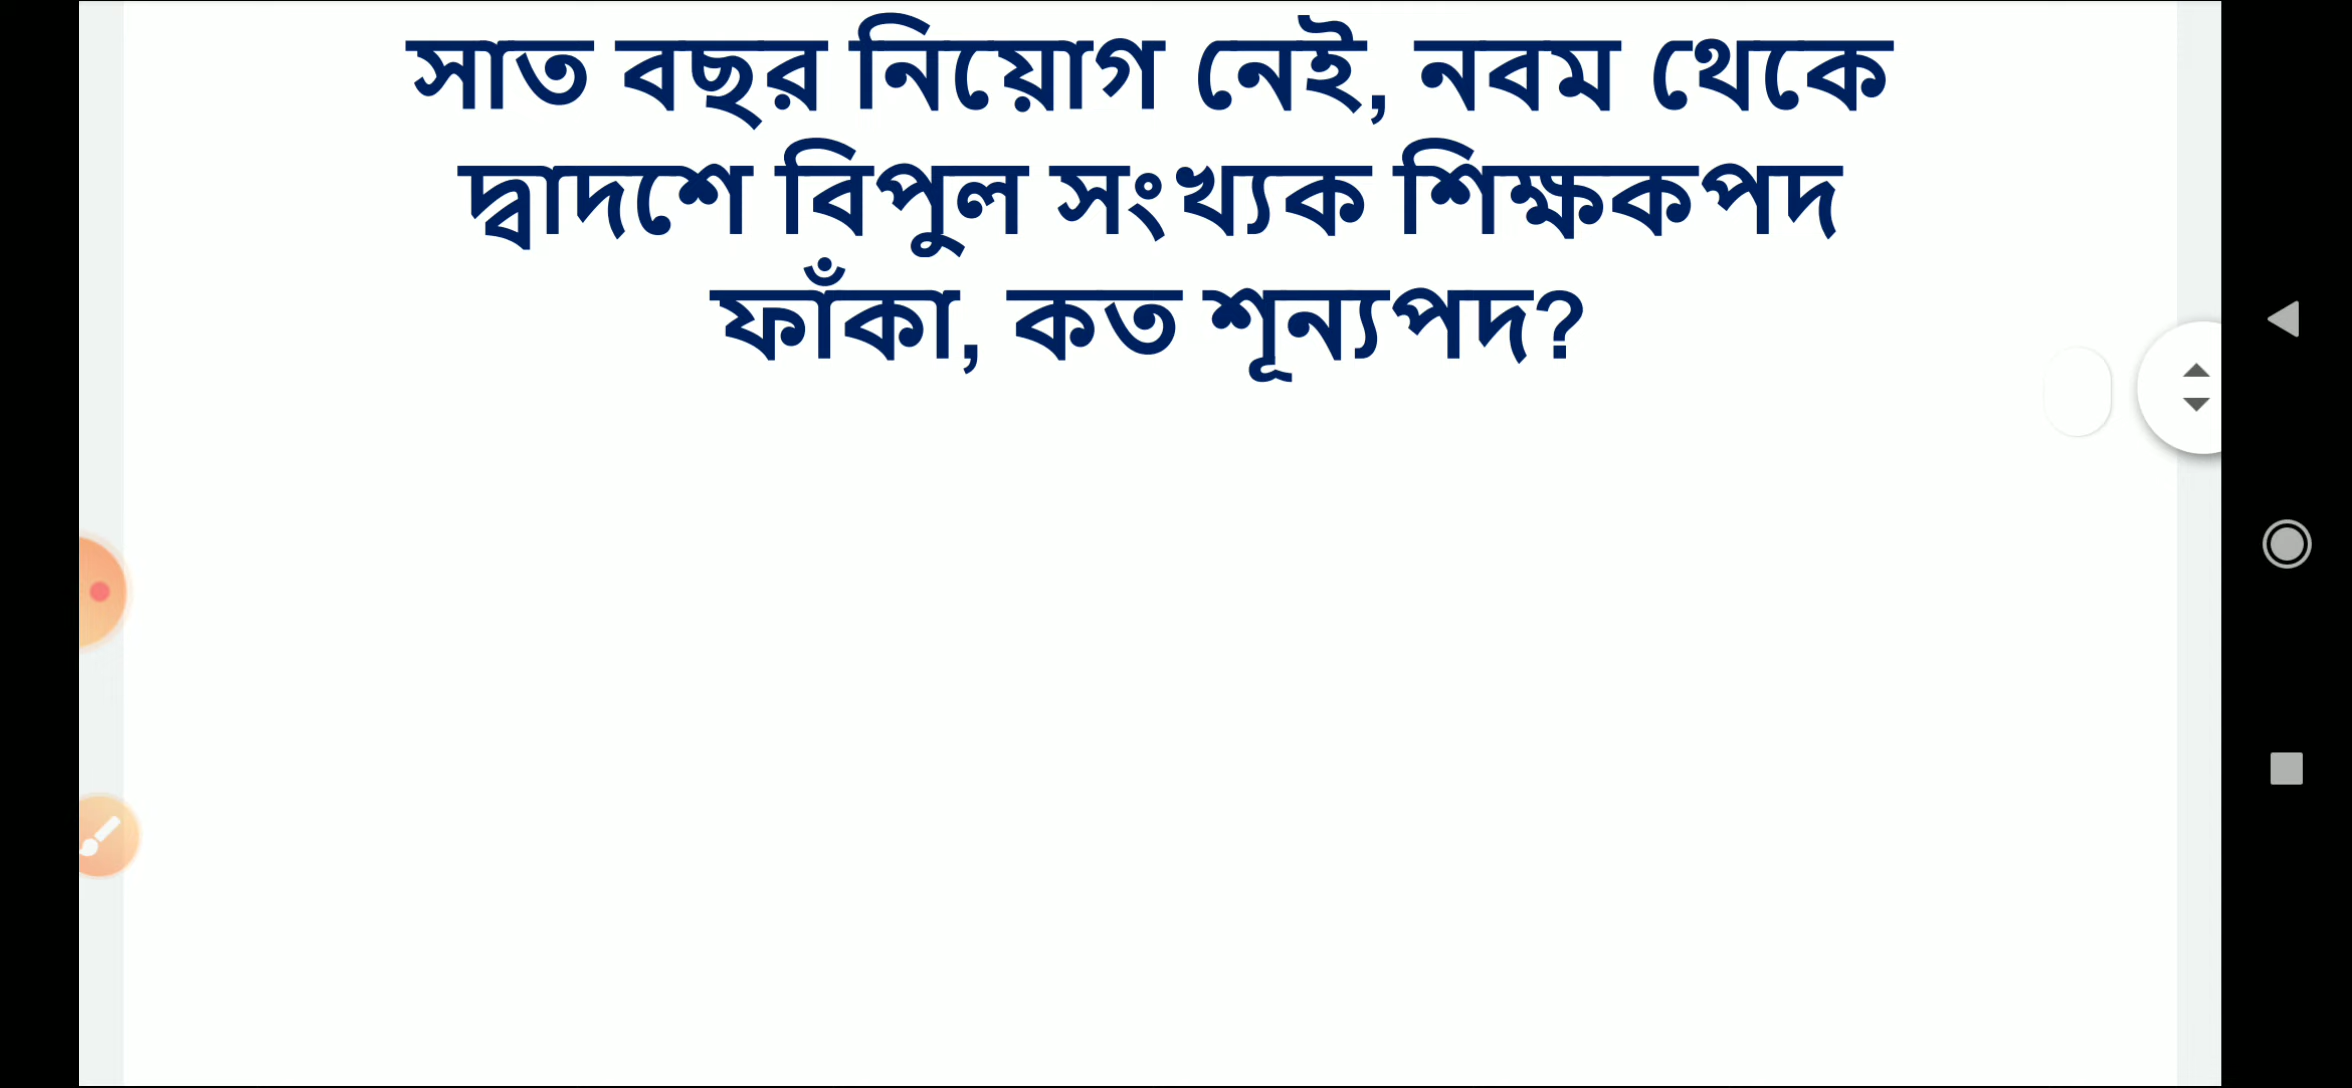 সাত বছর নিয়োগ নেই, নবম থেকে
দ্বাদশে বিপুল সংখ্যক শিক্ষকপদ
ফাঁকা, কত শূন্যপদ?